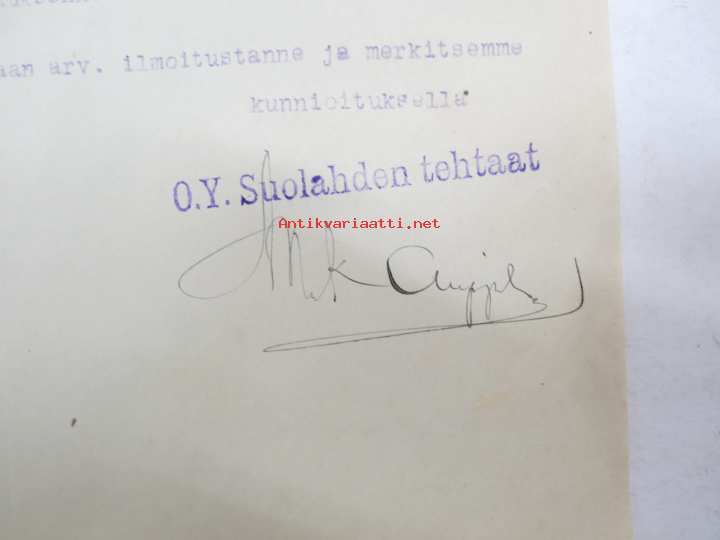 aan arv. ilmoitustanne ja merkitsemme
kunnioituksella
O.Y. Suolahden tehtaat
Antikvariaatti.net